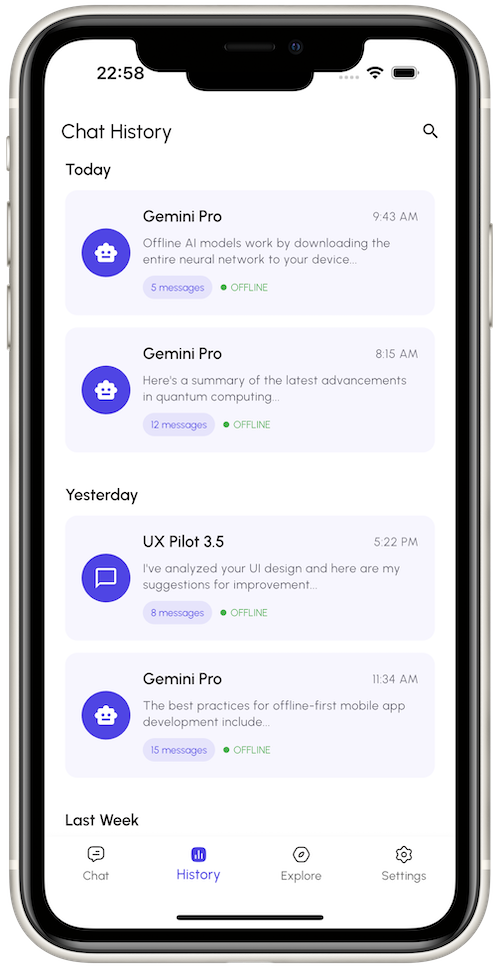 22:58
Chat History
Today
Gemini Pro
9:43 AM
Offline AI models work by downloading the
entire neural network to your device...
5 messages
OFFLINE
Gemini Pro
8:15 AM
Here's a summary of the latest advancements
in quantum computing...
12 messages
OFFLINE
Yesterday
UX Pilot 3.5
5:22 PM
I've analyzed your UI design and here are my
suggestions for improvement...
8 messages
OFFLINE
Gemini Pro
11:34 AM
The best practices for offline-first mobile app
development include...
15 messages
OFFLINE
Last Week
Chat
History
Explore
Settings